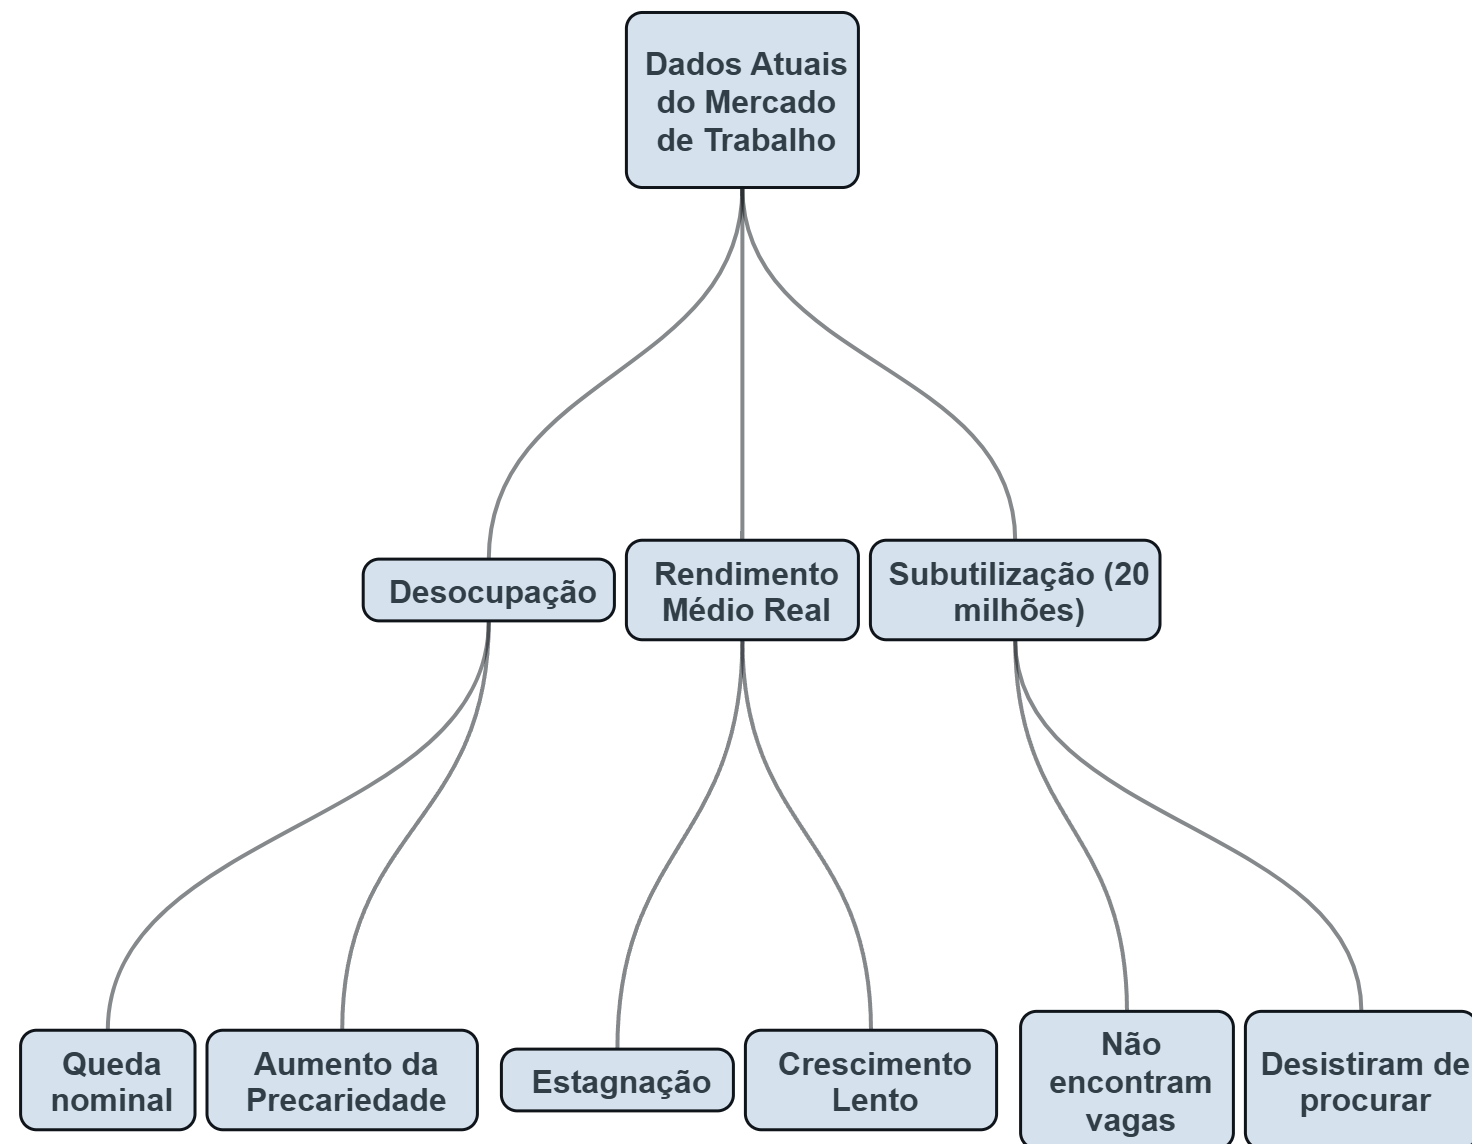 Dados Atuais
do Mercado
de Trabalho
Desocupação
Rendimento
Médio Real
Subutilização (20
milhões)
Queda
nominal
Aumento da
Precariedade
Estagnação
Crescimento
Lento
Não
encontram
vagas
Desistiram de
procurar